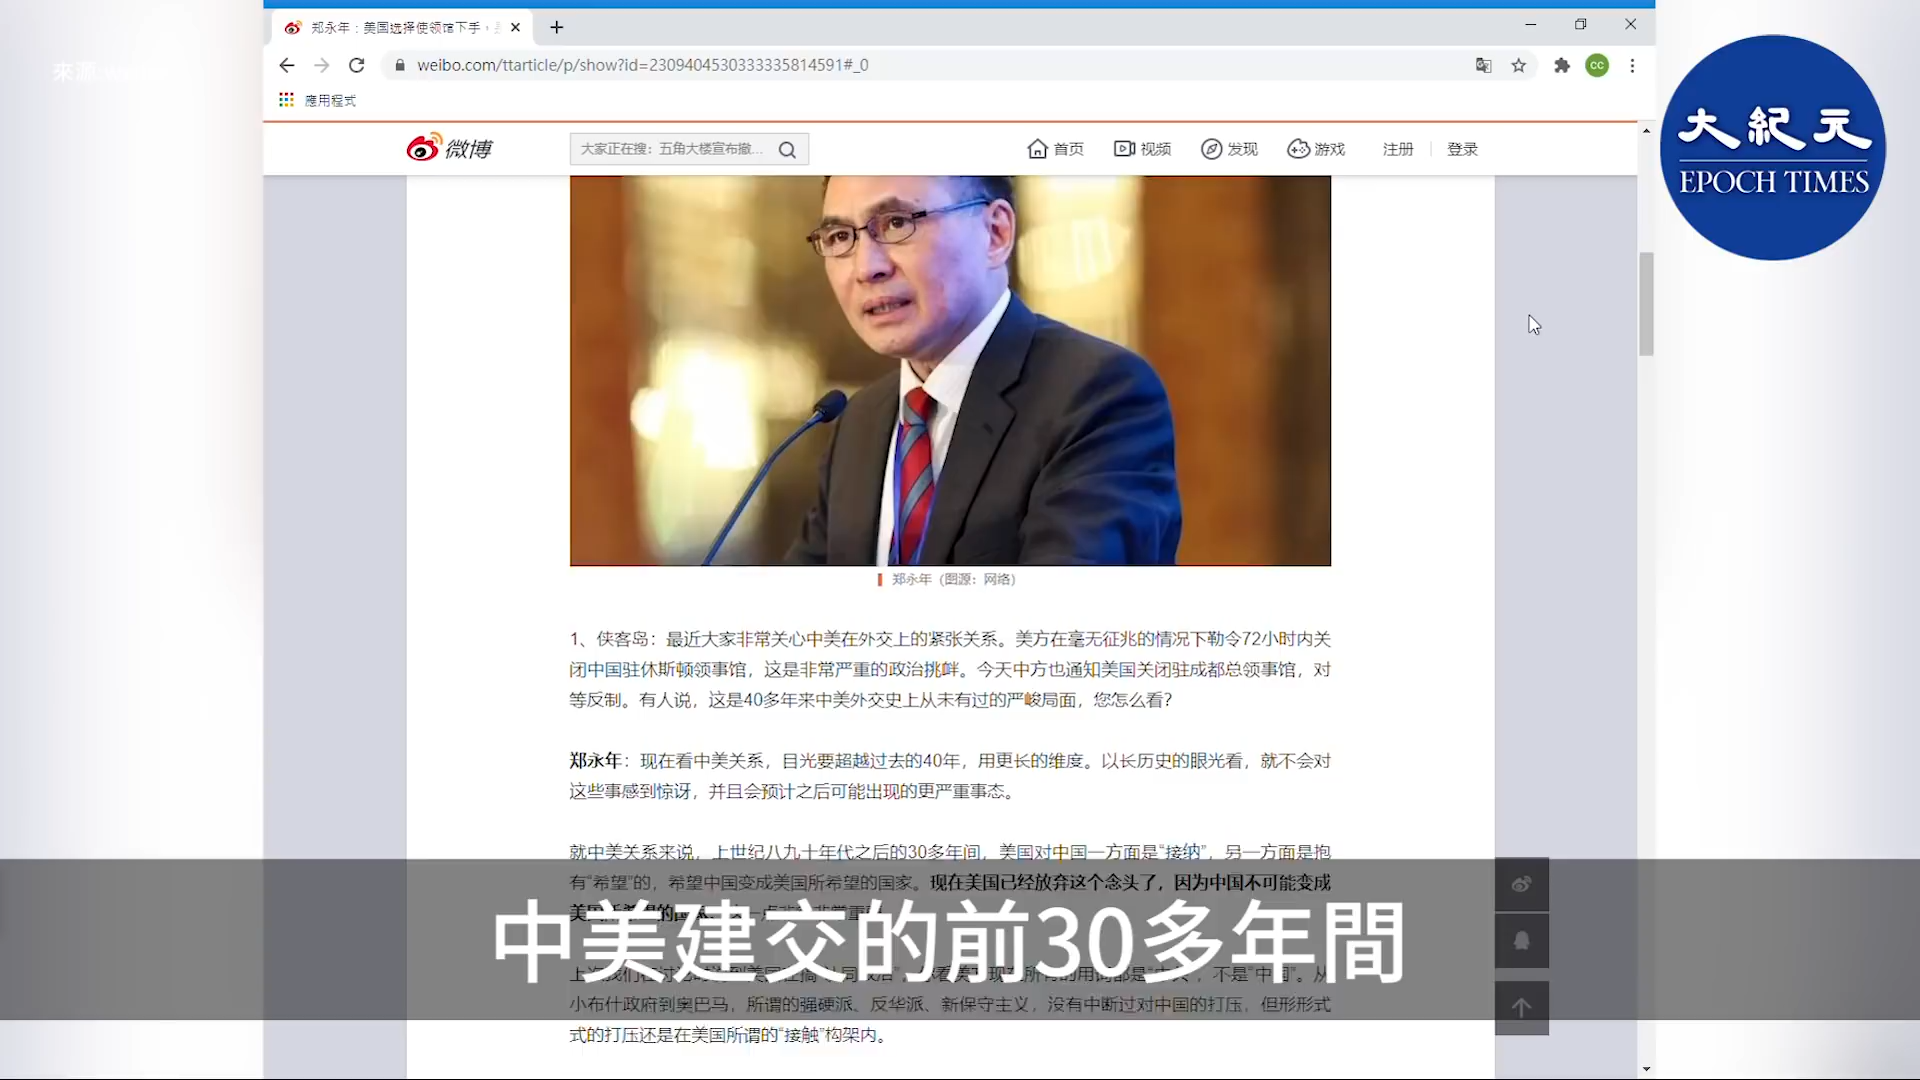 郑永年：美国选择使领馆下手，
weibo.com/ttarticle/p/show?id=2309404530333335814591#_0
CC
應用程式
來源
大紀元
EPOCH TIMES
微博
大家正在搜：五角大楼宣布撤...
首页
视频
发现
游戏
注册
登录
郑永年（图源：网络）
1、侠客岛：最近大家非常关心中美在外交上的紧张关系。美方在毫无征兆的情况下勒令72小时内关
闭中国驻休斯顿领事馆，这是非常严重的政治挑衅。今天中方也通知美国关闭驻成都总领事馆，对
等反制。有人说，这是40多年来中美外交史上从未有过的严峻局面，您怎么看？
郑永年：现在看中美关系，目光要超越过去的40年，用更长的维度。以长历史的眼光看，就不会对
这些事感到惊讶，并且会预计之后可能出现的更严重事态。
就中美关系来说，上世纪八九十年代之后的30多年间，美国对中国一方面是“接纳”，另一方面是抱
有“希望”的，希望中国变成美国所希望的国家。现在美国已经放弃这个念头了，因为中国不可能变成
中美建交的前30多年間
不是“中国”。从
小布什政府到奥巴马，所谓的强硬派、反华派、新保守主义，没有中断过对中国的打压，但形形式
式的打压还是在美国所谓的“接触”构架内。